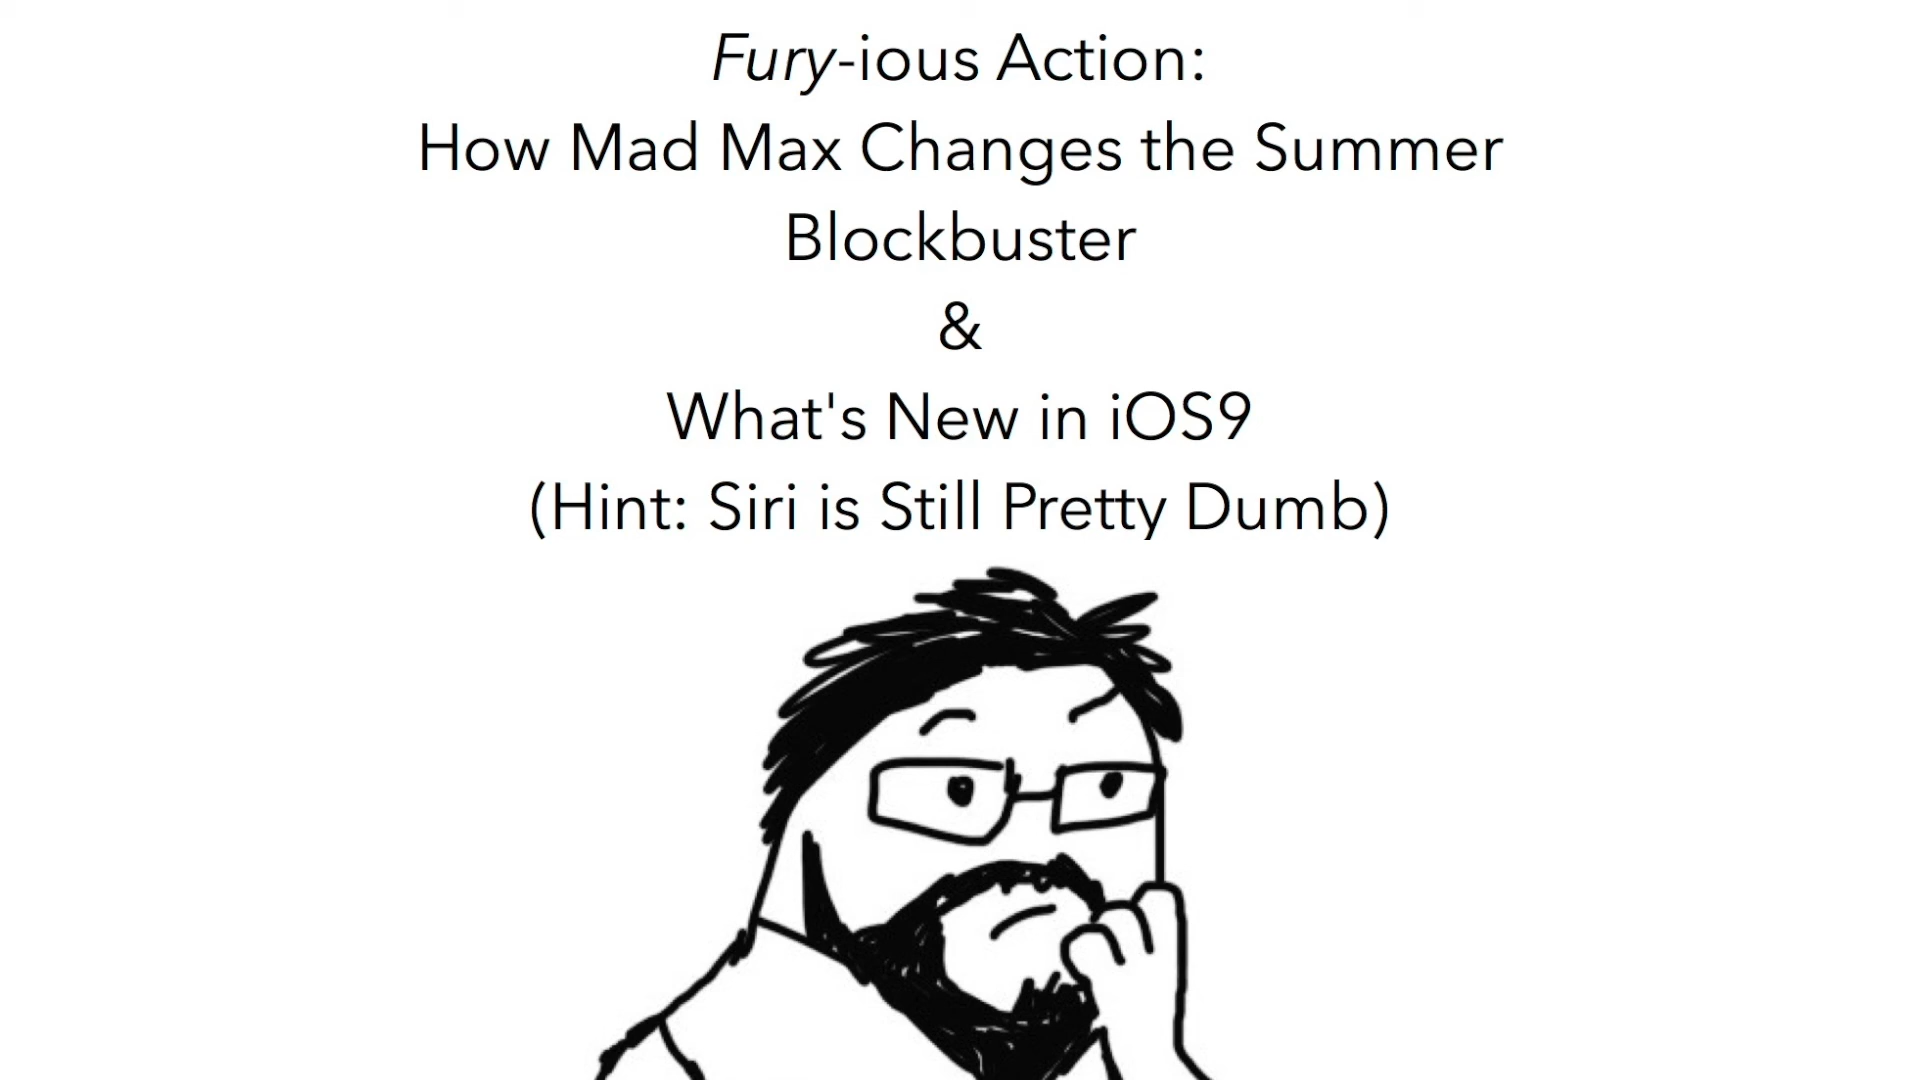 Fury-ious Action:
How Mad Max Changes the Summer
Blockbuster
&
What's New in iOS9
(Hint: Siri is Still Pretty Dumb)